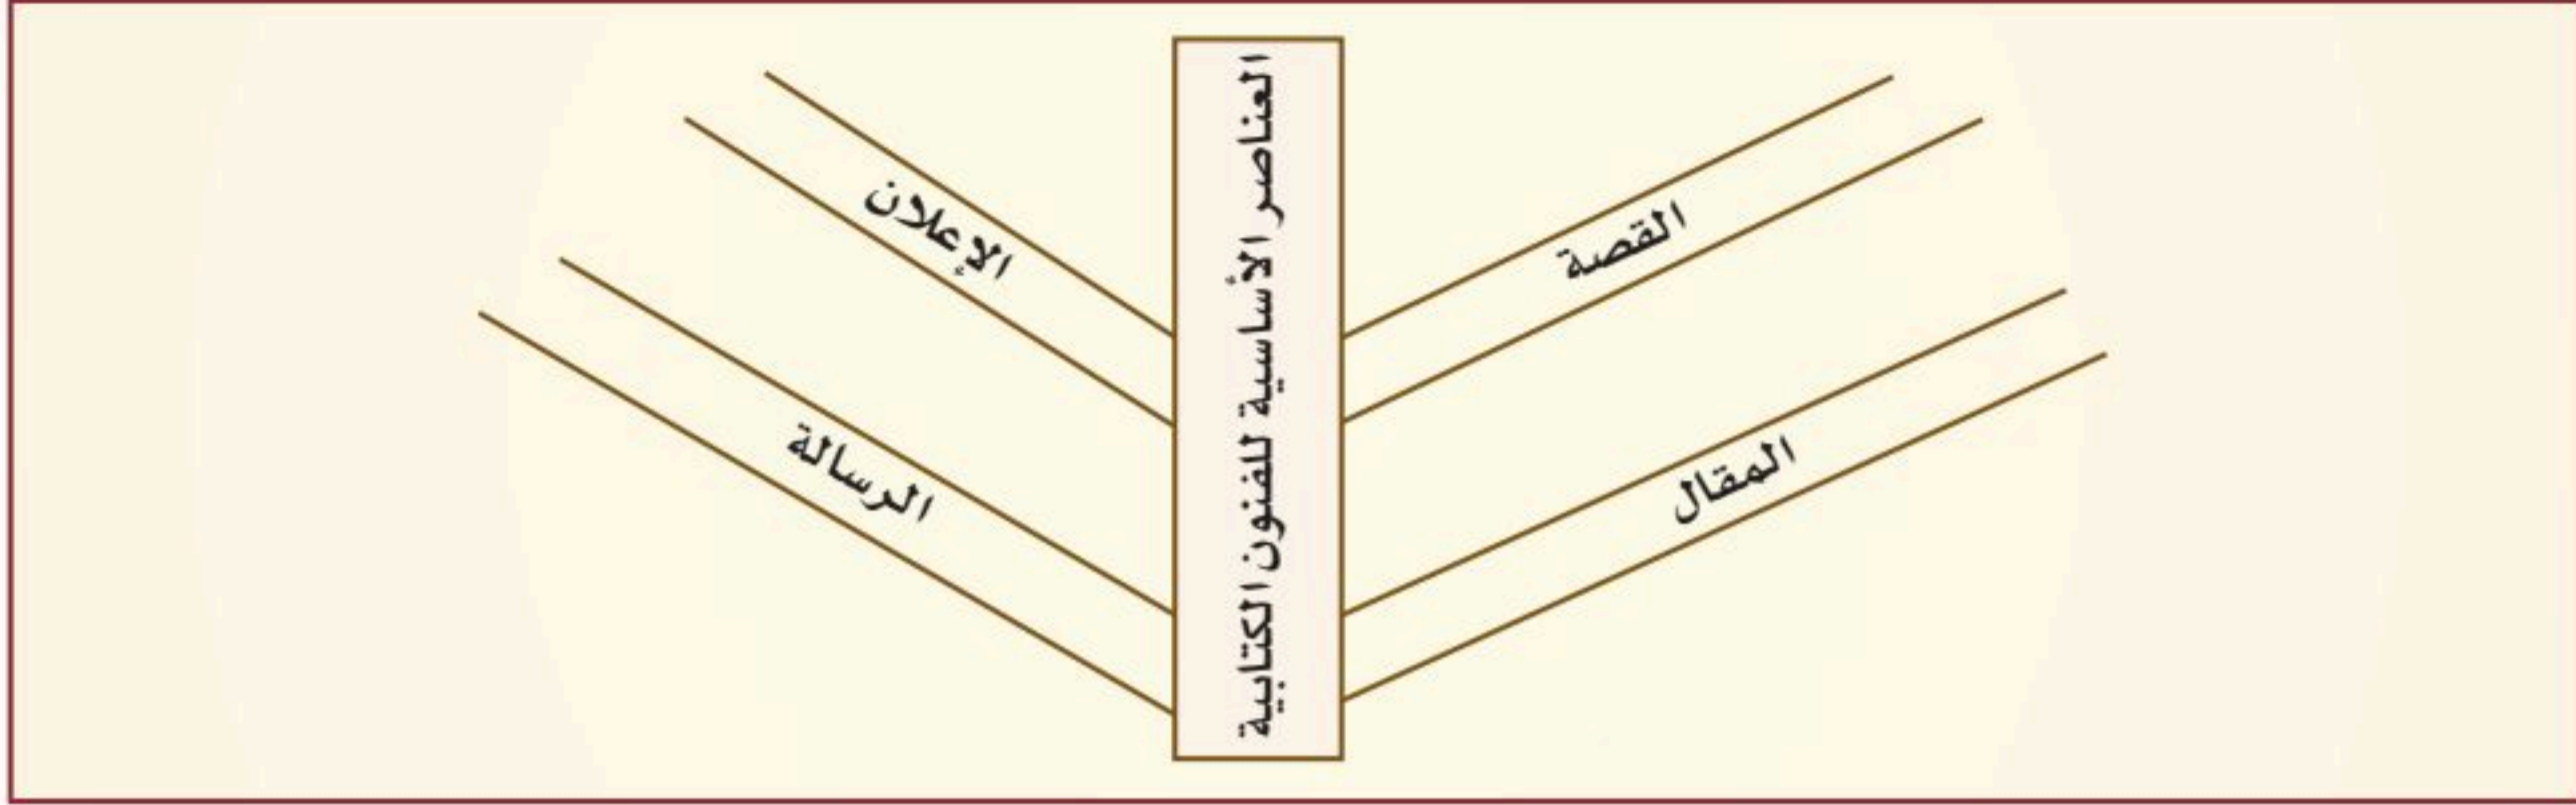 العناصر الأساسية للفنون الكتابية
القصة
الإعلان
المقال
الرسالة